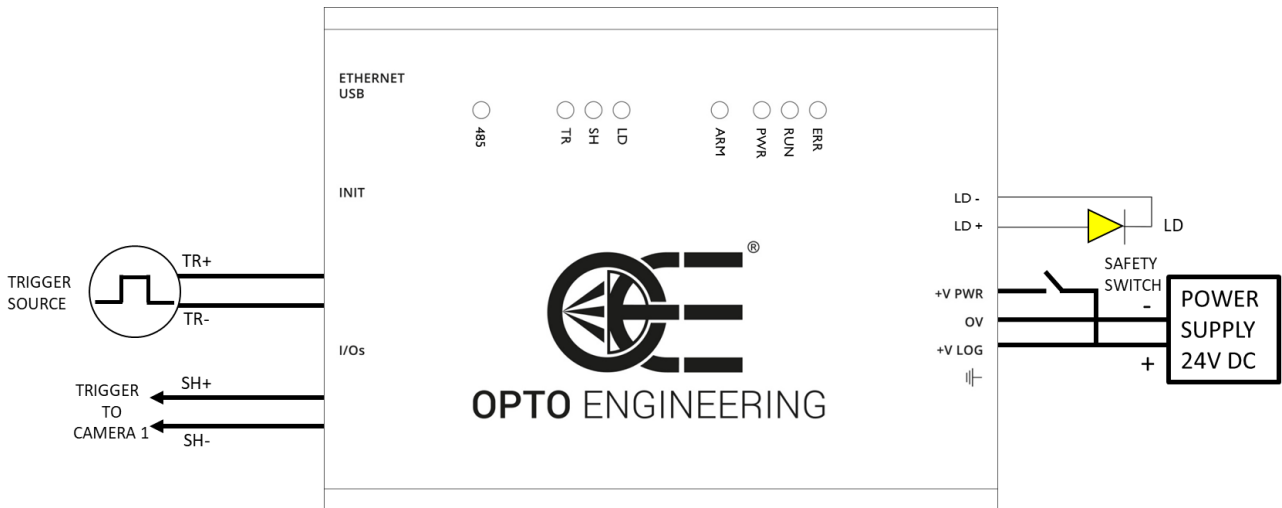 ETHERNET
USB
485
TR
SH
LD
ARM
PWR
RUN
ERR
INIT
LD -
LD +
LD
TRIGGER
SOURCE
TR+
TR-
®
SAFETY
SWITCH
+V PWR
OV
+V LOG
-
+
POWER
SUPPLY
24V DC
I/Os
TRIGGER
TO
CAMERA 1
SH+
SH-
OPTO ENGINEERING